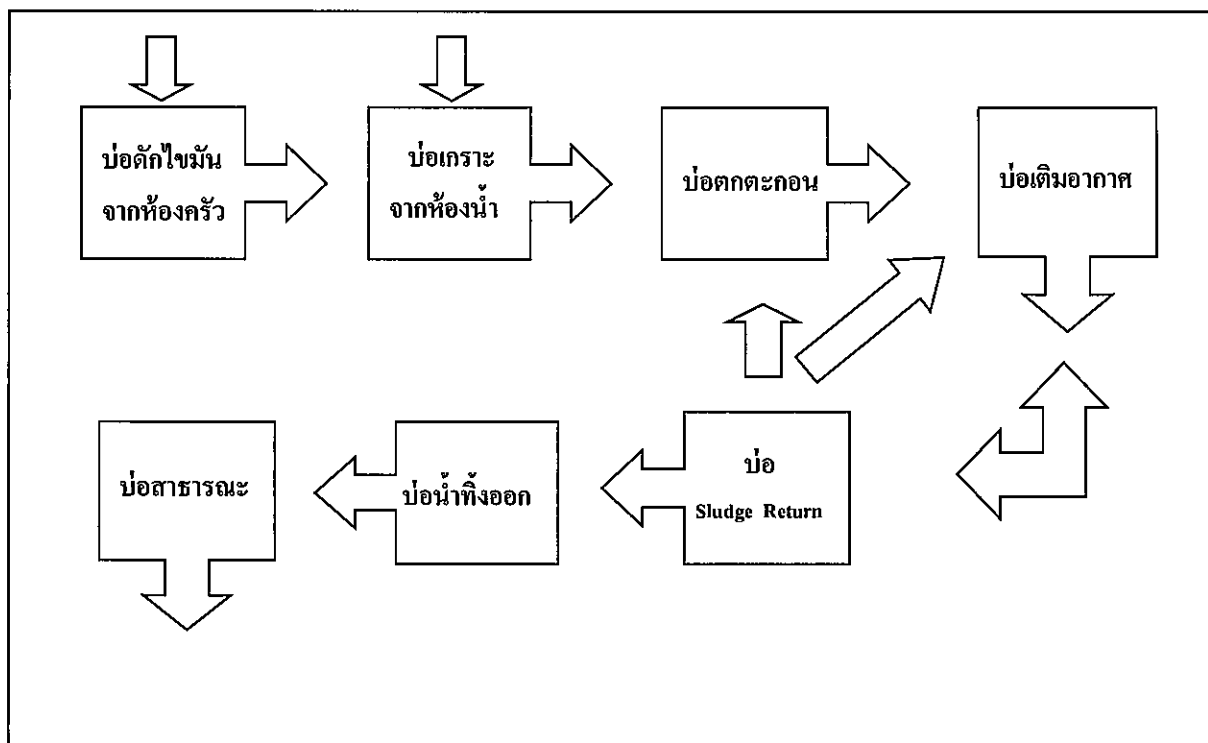 บ่อดักไขมัน
จากห้องครัว
บ่อเกราะ
จากห้องน้ำ
บ่อตกตะกอน
บ่อเติมอากาศ
บ่อสาธารณะ
บ่อน้ำทิ้งออก
บ่อ
Sludge Return